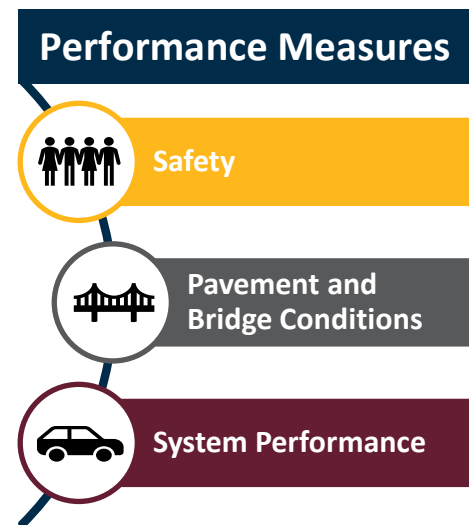 Performance Measures
Safety
Pavement and
Bridge Conditions
System Performance